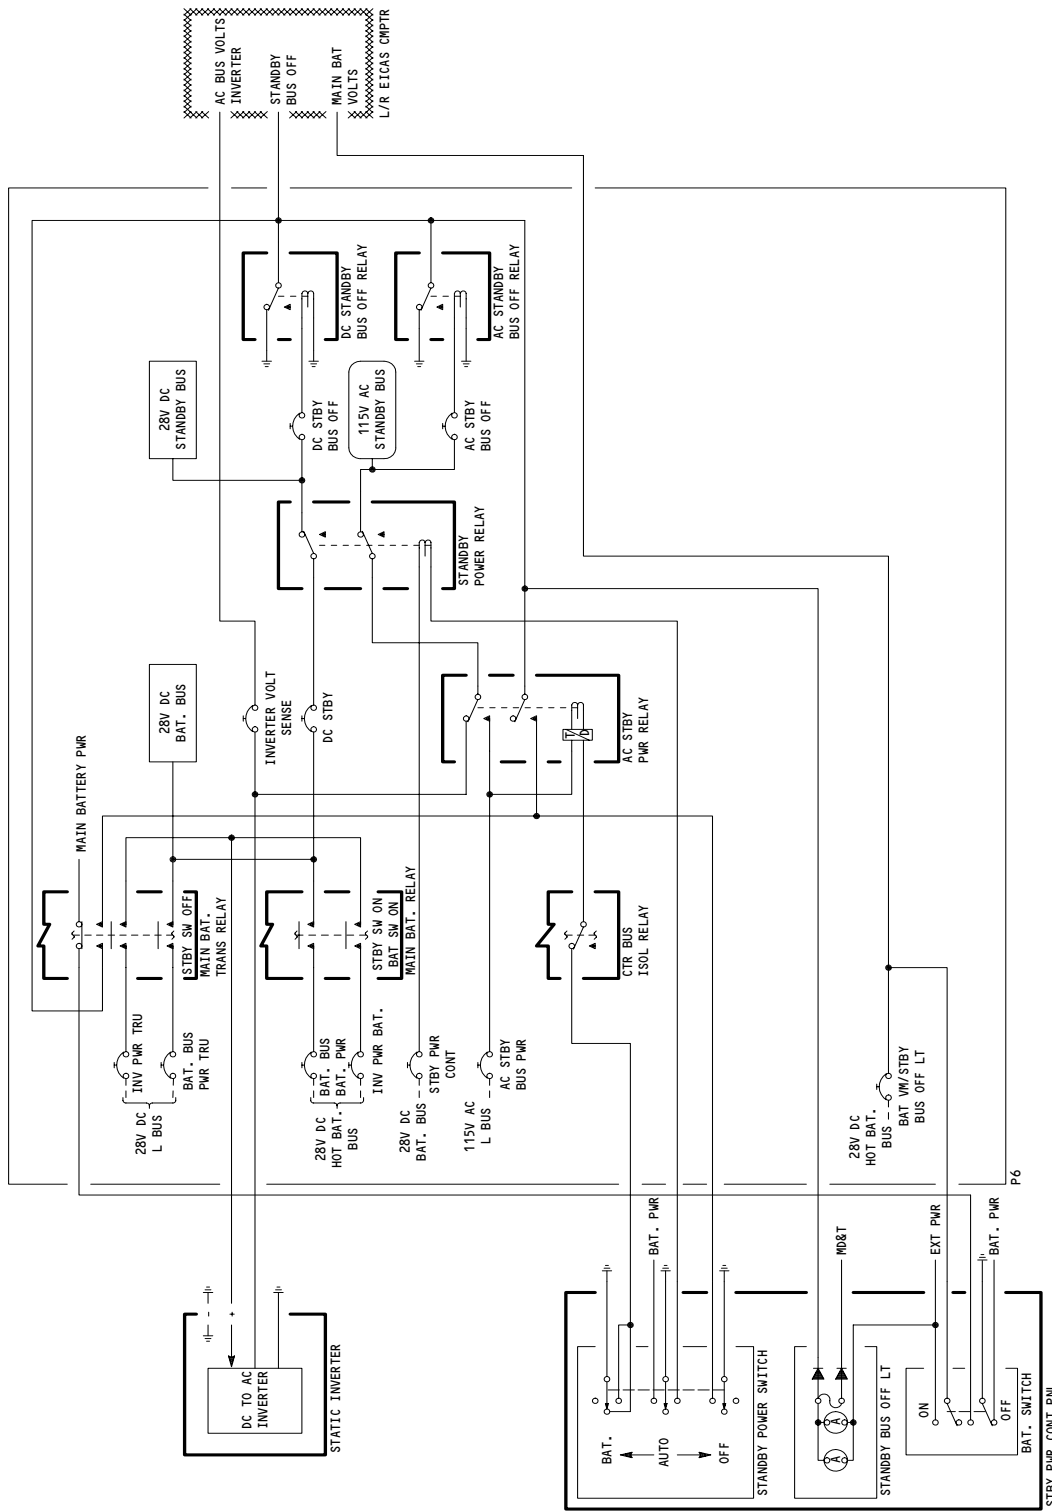 AC BUS VOLTS
INVERTER
STANDBY
BUS OFF
MAIN BAT
VOLTS
L/R EICAS CMPTR
DC STANDBY
BUS OFF RELAY
AC STANDBY
BUS OFF RELAY
28V DC
STANDBY BUS
DC STBY
BUS OFF
115V AC
STANDBY BUS
AC STBY
BUS OFF
STANDBY
POWER RELAY
28V DC
BAT. BUS
INVERTER VOLT
SENSE
DC STBY
T/D
AC STBY
PWR RELAY
MAIN BATTERY PWR
STBY SW OFF
MAIN BAT.
TRANS RELAY
STBY SW ON
BAT SW ON
MAIN BAT. RELAY
CTR BUS
ISOL RELAY
INV PWR TRU
BAT. BUS
PWR TRU
28V DC
L BUS
BAT. BUS
BAT. PWR
INV PWR BAT.
28V DC
HOT BAT.
BUS
STBY PWR
CONT
28V DC
BAT. BUS
AC STBY
BUS PWR
115V AC
L BUS
28V DC
HOT BAT.
BUS
BAT VM/STBY
BUS OFF LT
P6
- +
DC TO AC
INVERTER
STATIC INVERTER
BAT. PWR
BAT.
AUTO
OFF
STANDBY POWER SWITCH
MD&T
A
A
STANDBY BUS OFF LT
EXT PWR
BAT. PWR
ON
OFF
BAT. SWITCH
STBY PWR CONT PNL